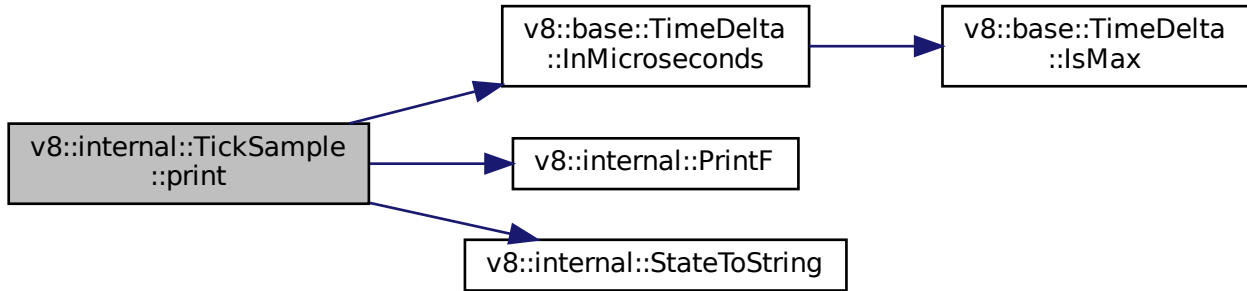 v8::internal::TickSample
::print
v8::base::TimeDelta
::InMicroseconds
v8::base::TimeDelta
::IsMax
v8::internal::PrintF
v8::internal::StateToString